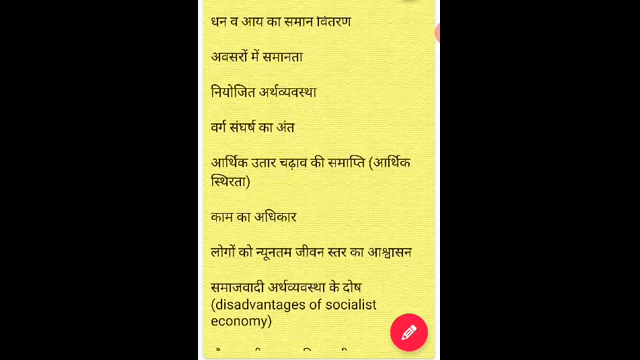 धन व आय का समान वितरण
अवसरों में समानता
नियोजित अर्थव्यवस्था
वर्ग संघर्ष का अंत
आर्थिक उतार चढ़ाव की समाप्ति (आर्थिक
स्थिरता)
काम का अधिकार
लोगों को न्यूनतम जीवन स्तर का आश्वासन
समाजवादी अर्थव्यवस्था के दोष
(disadvantages of socialist
economy)